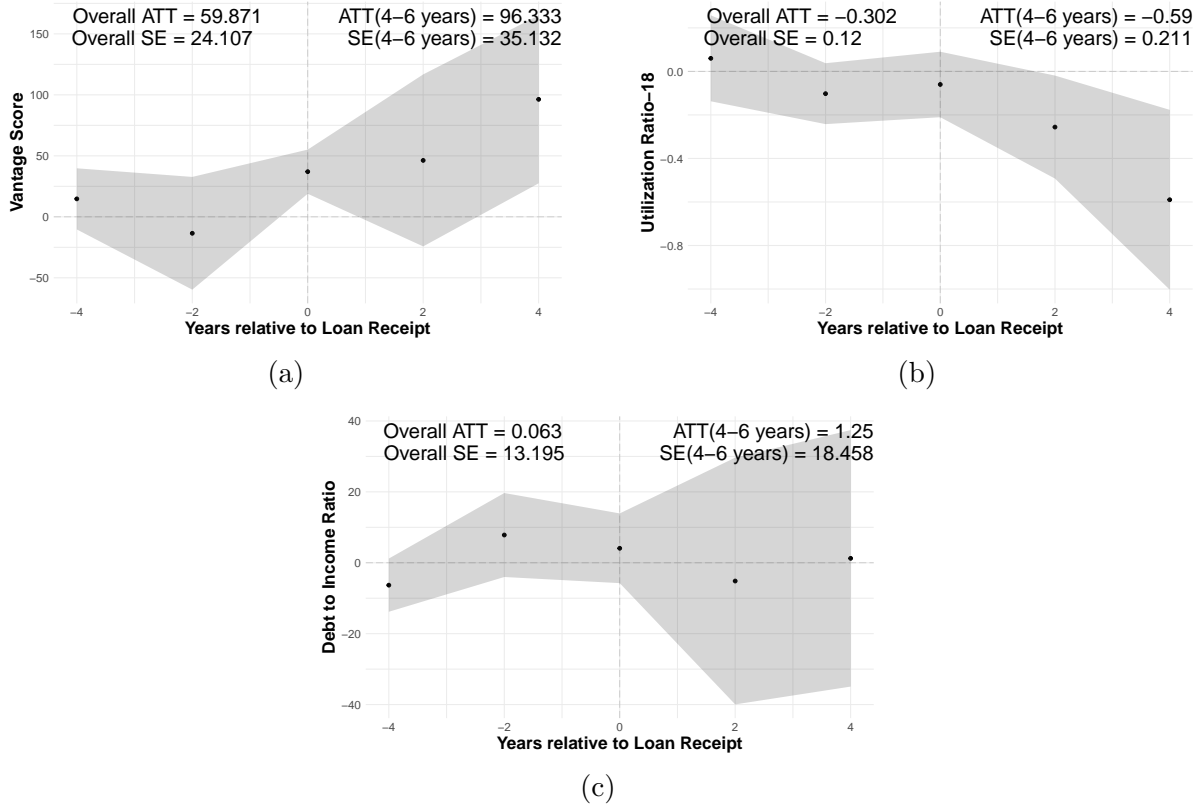 Overall ATT = 59.871
Overall SE = 24.107
ATT(4−6 years) = 96.333
SE(4−6 years) = 35.132
150
100
50
0
−50
Vantage Score
−4 −2 0 2 4
Years relative to Loan Receipt
(a)
Overall ATT = −0.302
Overall SE = 0.12
ATT(4−6 years) = −0.59
SE(4−6 years) = 0.211
0.0
−0.4
−0.8
Utilization Ratio−18
−4 −2 0 2 4
Years relative to Loan Receipt
(b)
Overall ATT = 0.063
Overall SE = 13.195
ATT(4−6 years) = 1.25
SE(4−6 years) = 18.458
40
20
0
−20
−40
Debt to Income Ratio
−4 −2 0 2 4
Years relative to Loan Receipt
(c)